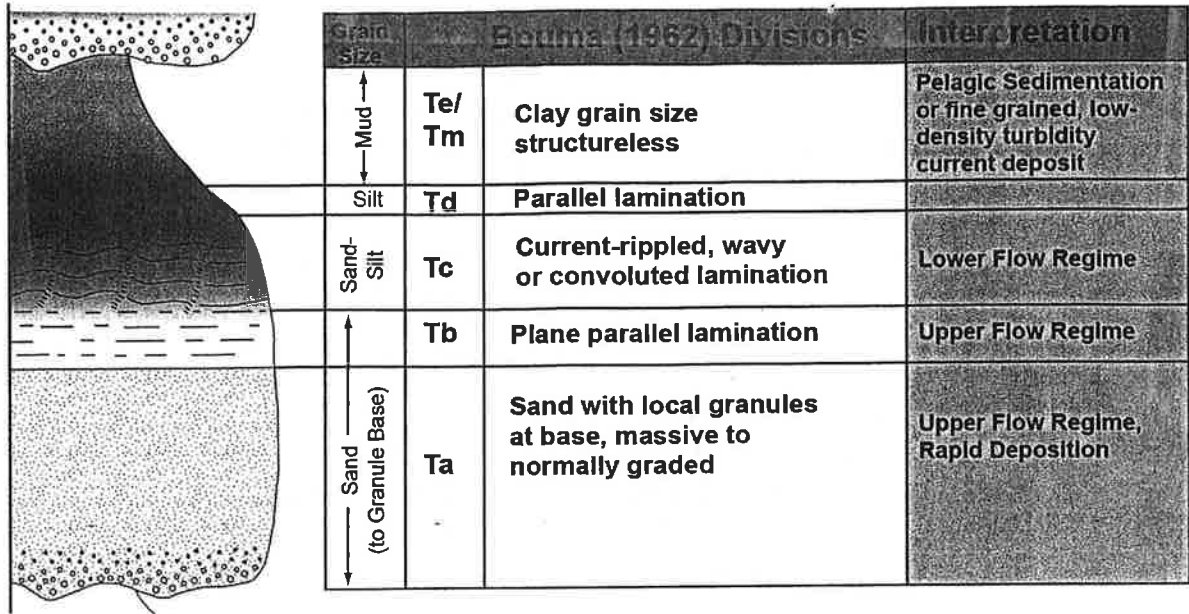 Grain
Size
Bouma (1962) Divisions
Interpretation
Mud
Te/
Tm
Clay grain size
structureless
Pelagic Sedimentation
or fine grained, low-
density turbidity
current deposit
Silt
Td
Parallel lamination
Sand-
Silt
Tc
Current-rippled, wavy
or convoluted lamination
Lower Flow Regime
Tb
Plane parallel lamination
Upper Flow Regime
Sand
(to Granule Base)
Ta
Sand with local granules
at base, massive to
normally graded
Upper Flow Regime,
Rapid Deposition